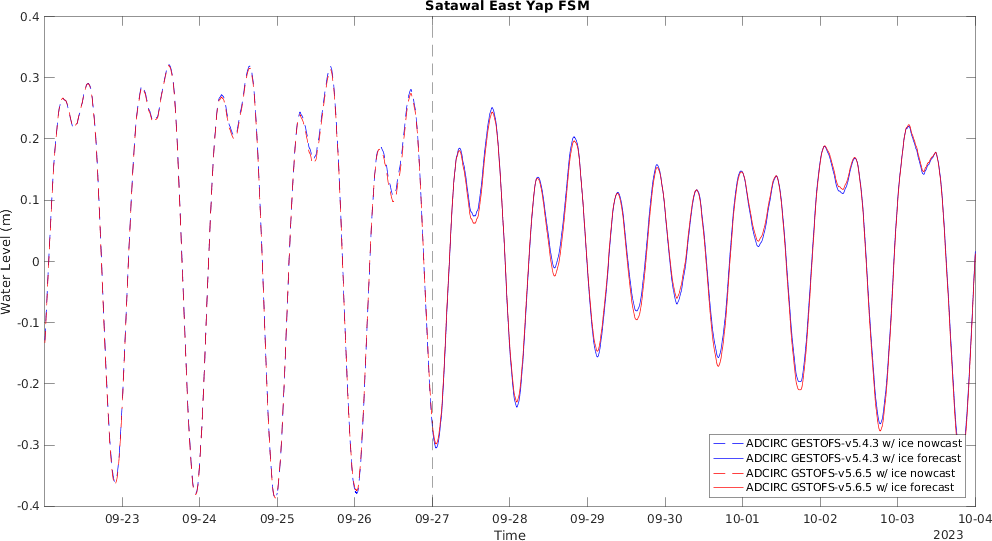 Satawal East Yap FSM
Water Level (m)
0.4
0.3
0.2
0.1
0
-0.1
-0.2
-0.3
-0.4
ADCIRC GESTOFS-v5.4.3 w/ ice nowcast
ADCIRC GESTOFS-v5.4.3 w/ ice forecast
ADCIRC GSTOFS-v5.6.5 w/ ice nowcast
ADCIRC GSTOFS-v5.6.5 w/ ice forecast
09-23 09-24 09-25 09-26 09-27 09-28 09-29 09-30 10-01 10-02 10-03 10-04
Time
2023